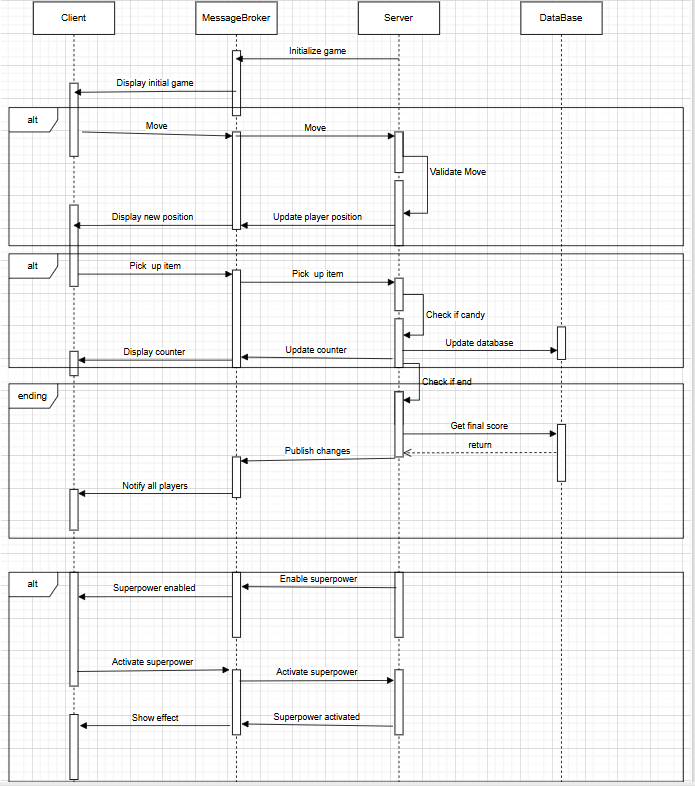 Client
MessageBroker
Server
DataBase
Initialize game
Display initial game
alt
Move
Move
Validate Move
Display new position
Update player position
alt
Pick up item
Pick up item
Check if candy
Update database
Display counter
Update counter
Check if end
ending
Get final score
return
Publish changes
Notify all players
alt
Enable superpower
Superpower enabled
Activate superpower
Activate superpower
Show effect
Superpower activated